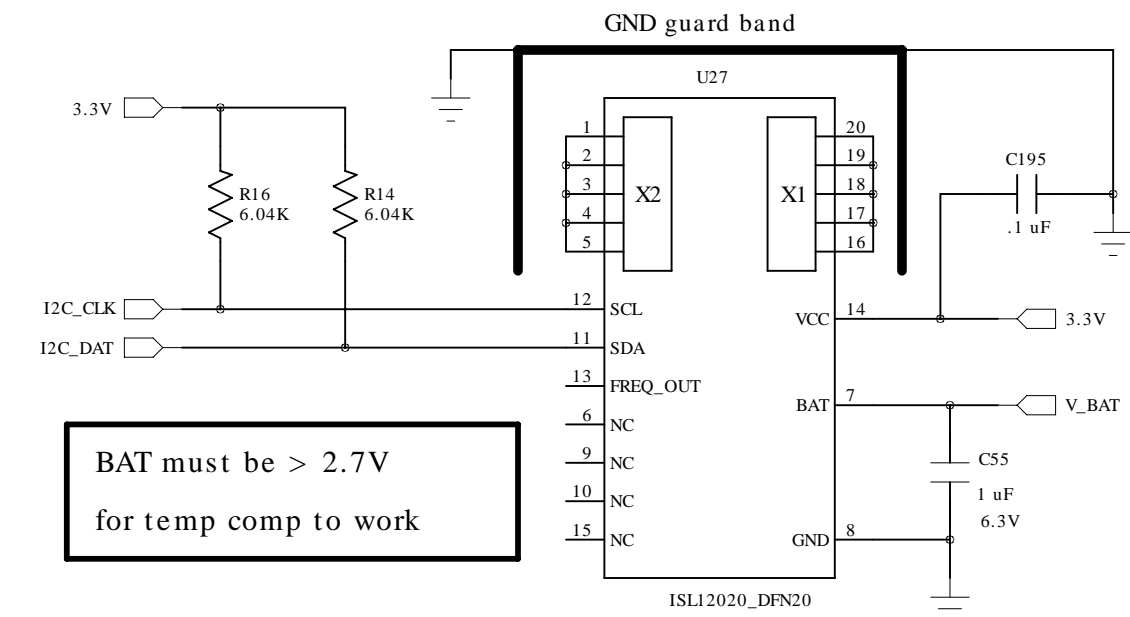 GND guard band
U27
3.3V
R16
6.04K
R14
6.04K
X2
1
2
3
4
5
X1
20
19
18
17
16
C195
.1 uF
I2C_CLK
12
SCL
I2C_DAT
11
SDA
13
FREQ_OUT
6
NC
9
NC
10
NC
15
NC
VCC
14
3.3V
BAT
7
V_BAT
C55
1 uF
6.3V
GND
8
BAT must be > 2.7V
for temp comp to work
ISL12020_DFN20